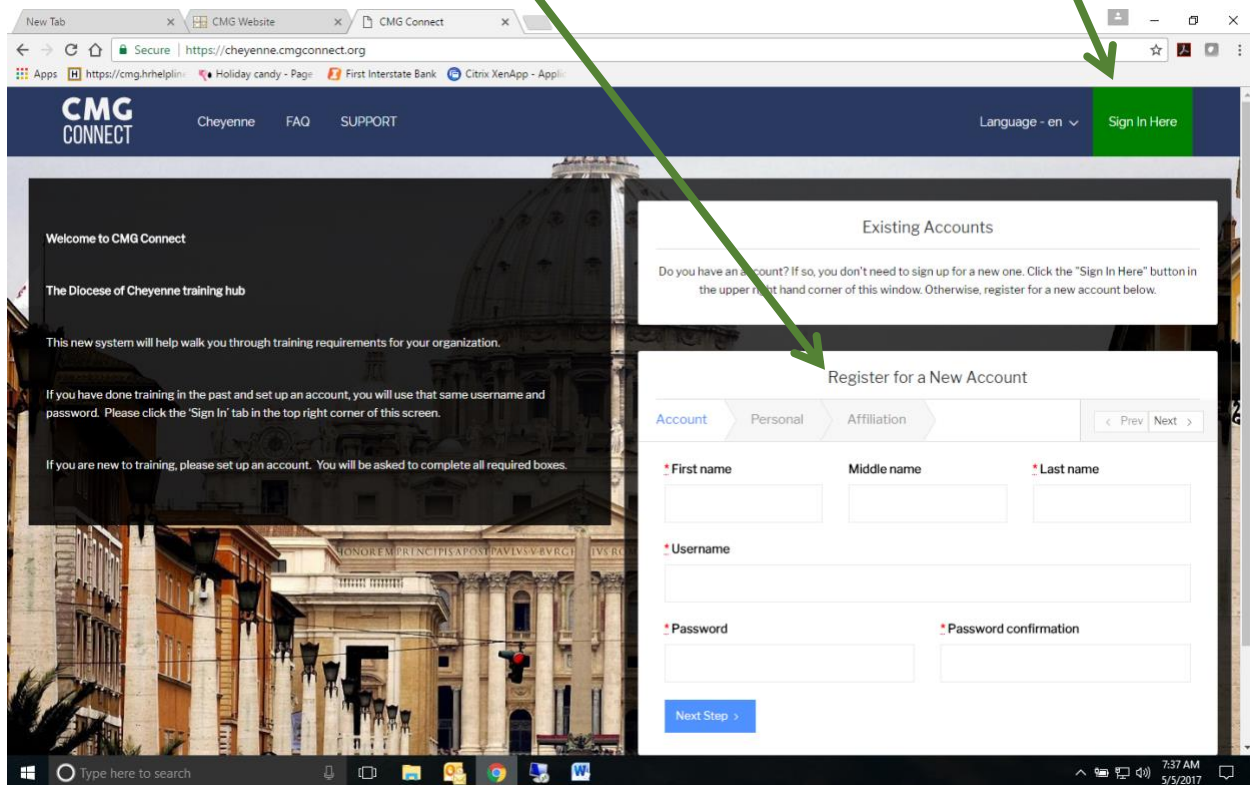 New Tab
CMG Website
CMG Connect
Secure | https://cheyenne.cmgconnect.org
Apps
https://cmg.hrhelpline
Holiday candy - Page
First Interstate Bank
Citrix XenApp - Applic
CMG
CONNECT
Cheyenne
FAQ
SUPPORT
Language - en
Sign In Here
Welcome to CMG Connect
The Diocese of Cheyenne training hub
This new system will help walk you through training requirements for your organization.
If you have done training in the past and set up an account, you will use that same username and
password. Please click the 'Sign In' tab in the top right corner of this screen.
If you are new to training, please set up an account. You will be asked to complete all required boxes.
Existing Accounts
Do you have an account? If so, you don't need to sign up for a new one. Click the "Sign In Here" button in
the upper right hand corner of this window. Otherwise, register for a new account below.
Register for a New Account
Account
Personal
Affiliation
< Prev
Next >
* First name
Middle name
* Last name
* Username
* Password
* Password confirmation
Next Step >
Type here to search
7:37 AM
5/5/2017